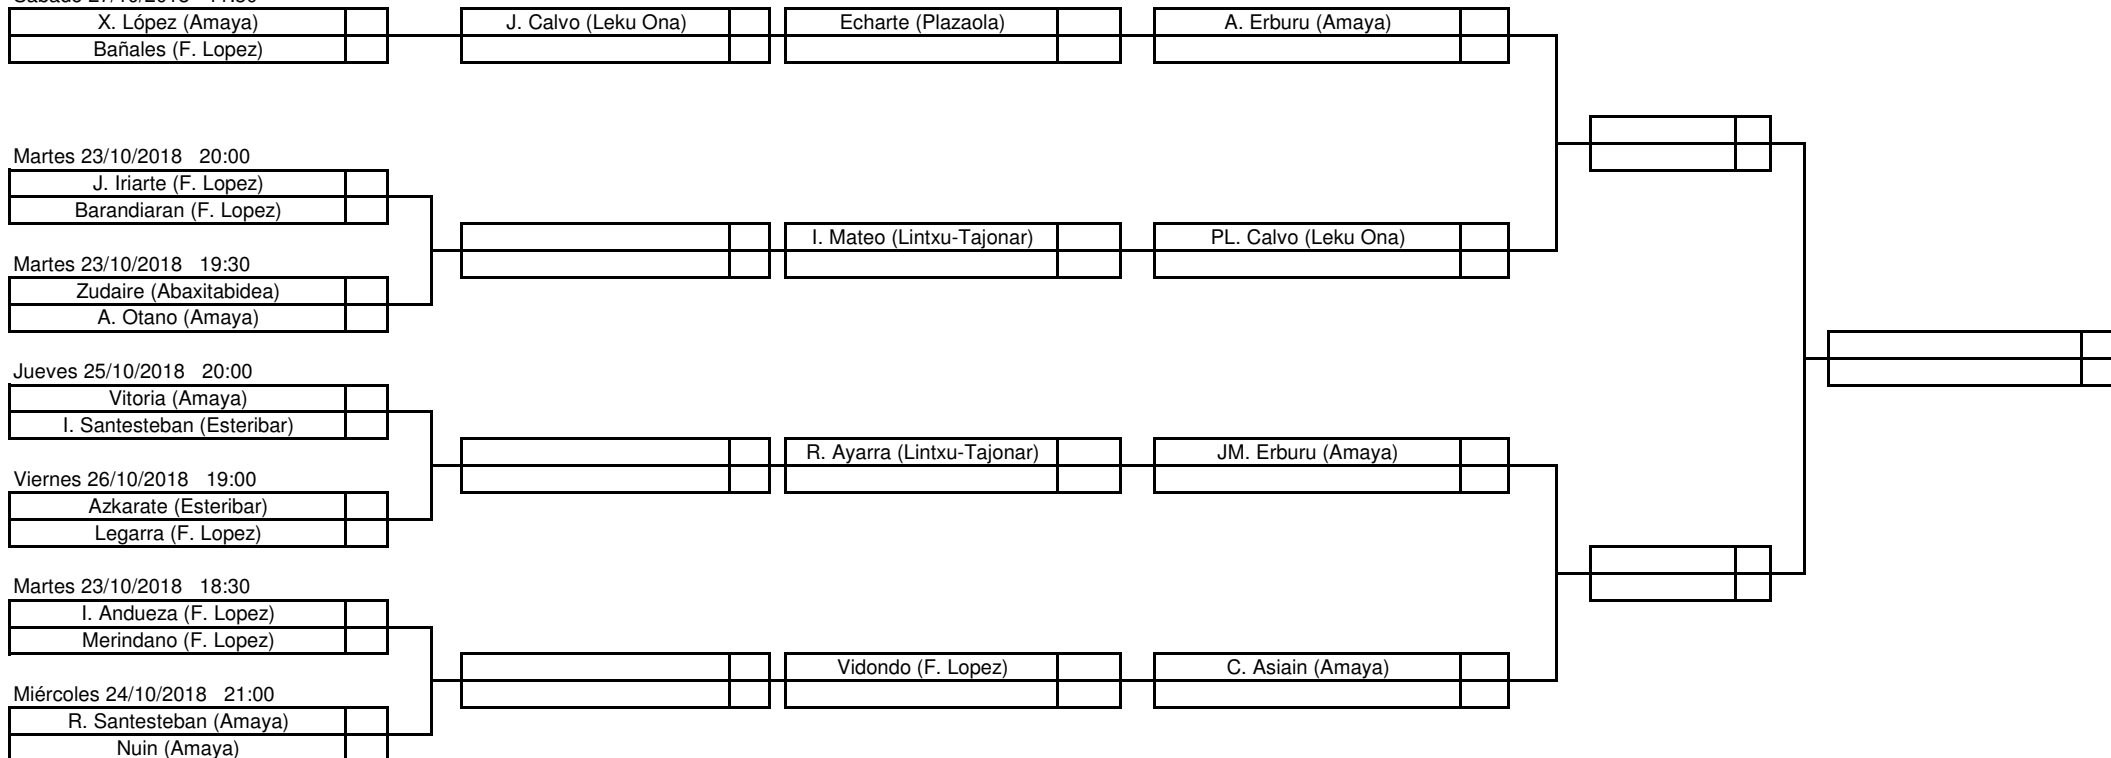 X. López (Amaya)
Bañales (F. Lopez)
J. Calvo (Leku Ona)
Echarte (Plazaola)
A. Erburu (Amaya)
Martes 23/10/2018 20:00
J. Iriarte (F. Lopez)
Barandiaran (F. Lopez)
I. Mateo (Lintxu-Tajonar)
PL. Calvo (Leku Ona)
Martes 23/10/2018 19:30
Zudaire (Abaxitabidea)
A. Otano (Amaya)
Jueves 25/10/2018 20:00
Vitoria (Amaya)
I. Santesteban (Esteribar)
R. Ayarra (Lintxu-Tajonar)
JM. Erburu (Amaya)
Viernes 26/10/2018 19:00
Azkarate (Esteribar)
Legarra (F. Lopez)
Martes 23/10/2018 18:30
I. Andueza (F. Lopez)
Merindano (F. Lopez)
Vidondo (F. Lopez)
C. Asiain (Amaya)
Miércoles 24/10/2018 21:00
R. Santesteban (Amaya)
Nuin (Amaya)